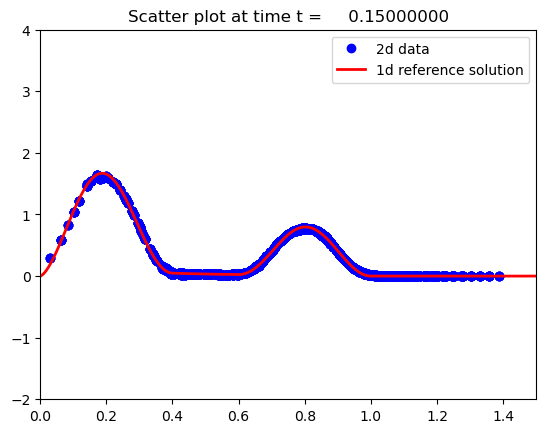 Scatter plot at time t =     0.15000000
4
3
2
1
0
−1
−2
2d data
1d reference solution
0.0 0.2 0.4 0.6 0.8 1.0 1.2 1.4